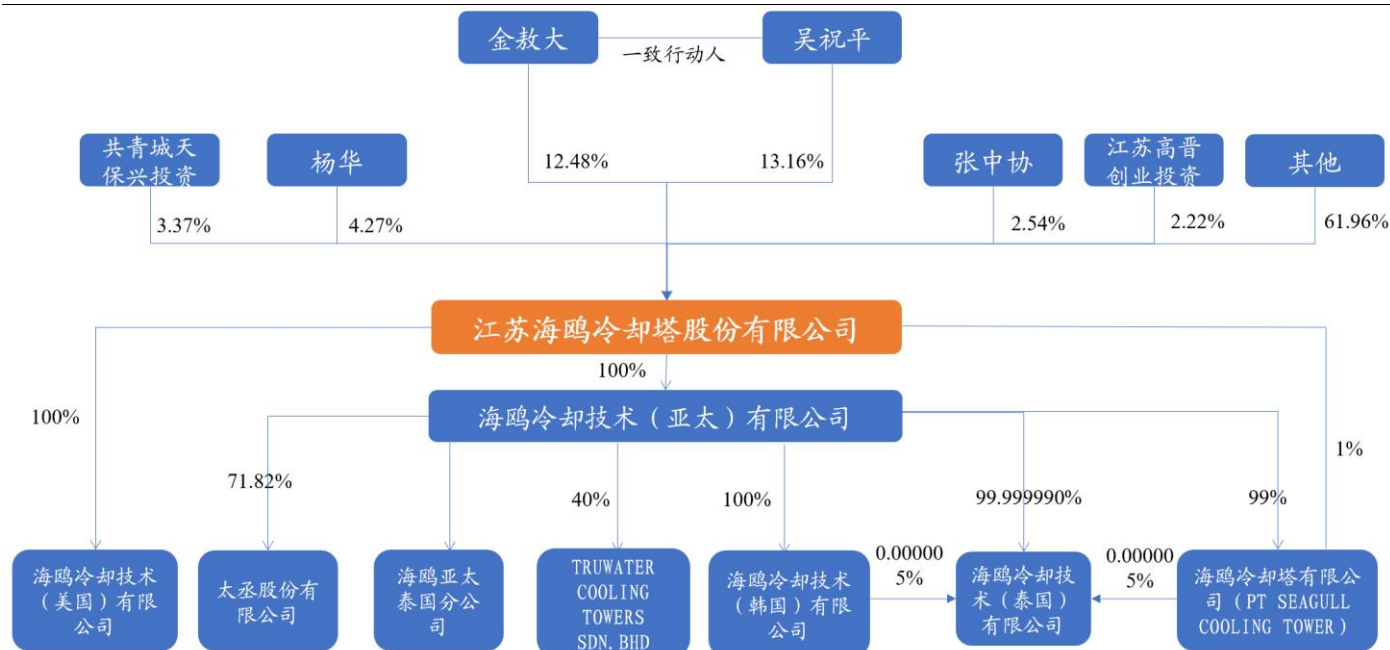 金敖大
吴祝平
一致行动人
共青城天
保兴投资
杨华
12.48%
13.16%
张中协
江苏高晋
创业投资
其他
3.37%
4.27%
2.54%
2.22%
61.96%
江苏海鸥冷却塔股份有限公司
100%
海鸥冷却技术（亚太）有限公司
100%
1%
71.82%
40%
100%
99.999990%
99%
海鸥冷却技术
（美国）有限
公司
太丞股份有
限公司
海鸥亚太
泰国分公
司
TRUWATER
COOLING
TOWERS
SDN.BHD
海鸥冷却技术
（韩国）有限
公司
0.00000
5%
海鸥冷却技
术（泰国）
有限公司
0.00000
5%
海鸥冷却塔有限公
司（PT SEAGULL
COOLING TOWER）